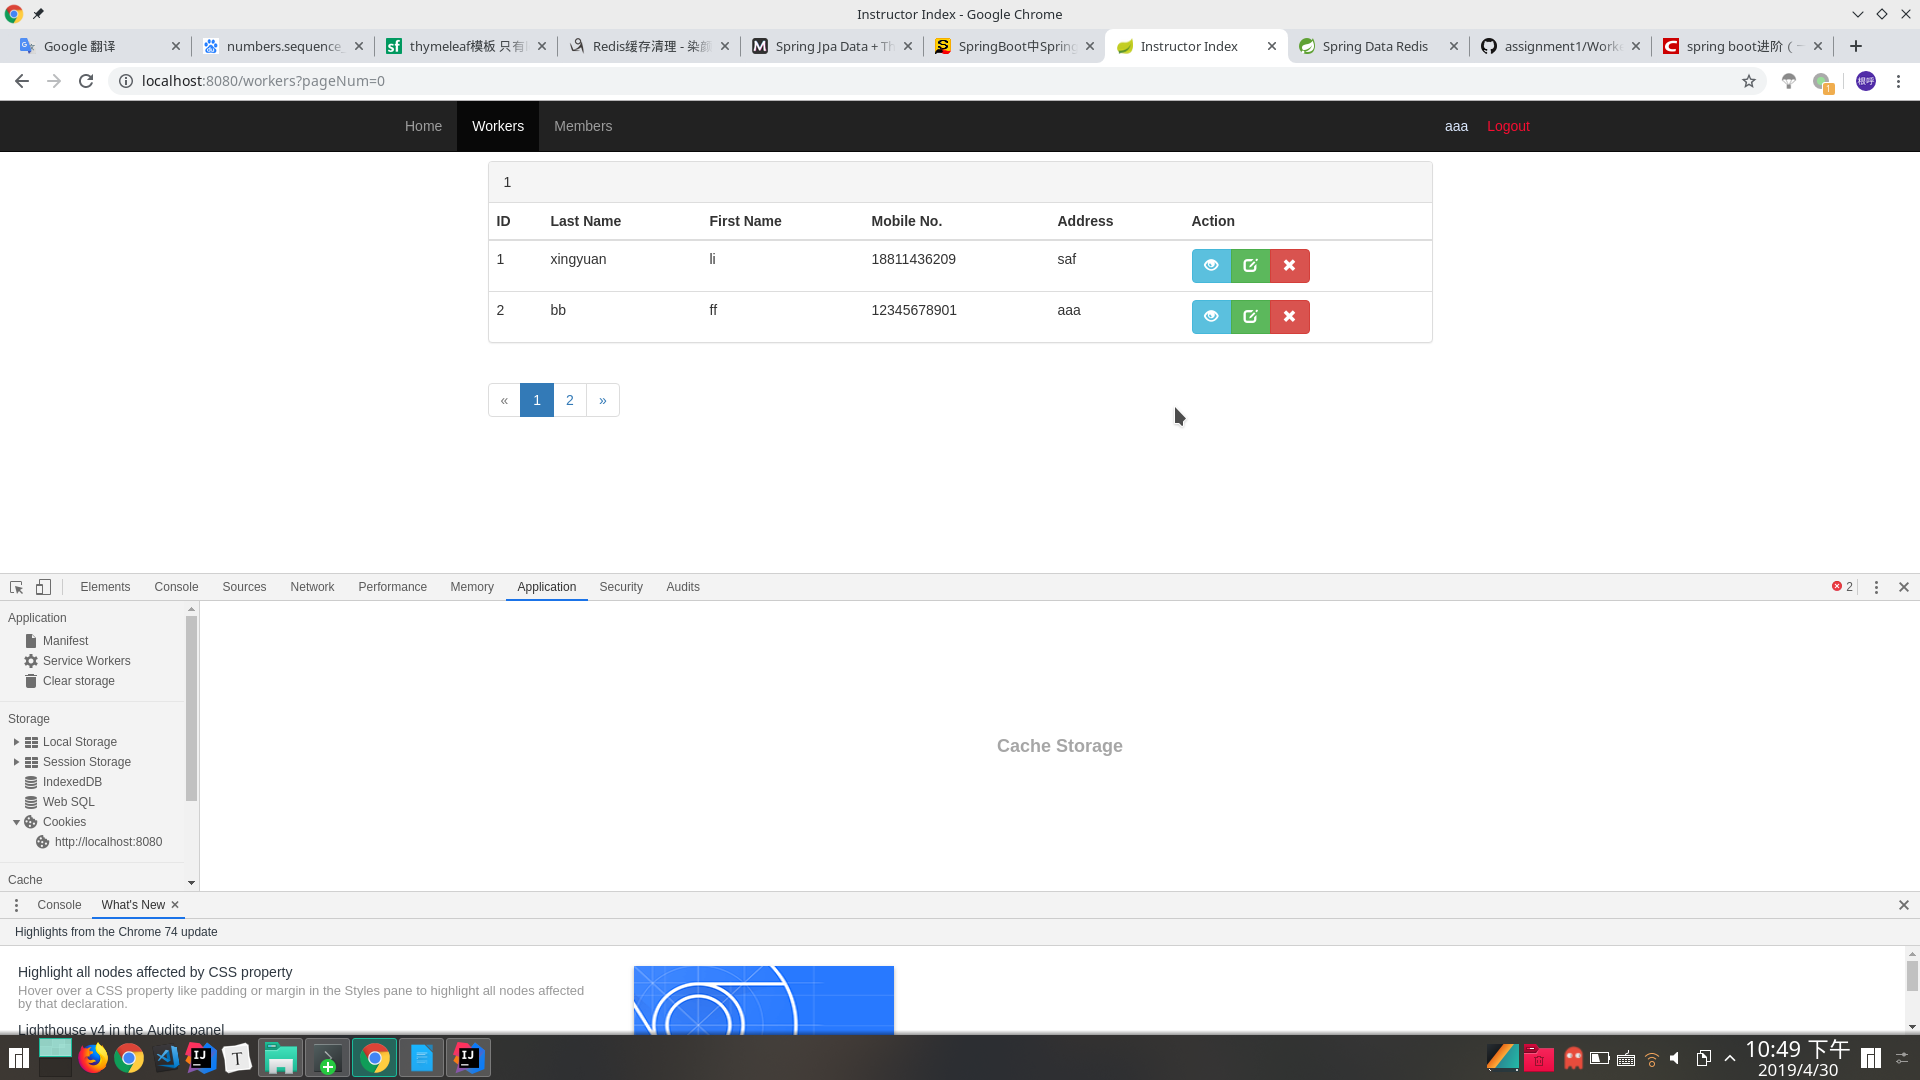 Instructor Index - Google Chrome
Google 翻译
numbers.sequence_
thymeleaf模板 只有
Redis缓存清理 - 染颜
Spring Jpa Data + Th
SpringBoot中Spring
Instructor Index
Spring Data Redis
assignment1/Worke
spring boot进阶（一
localhost:8080/workers?pageNum=0
1
根呼
Home
Workers
Members
aaa
Logout
1
ID Last Name First Name Mobile No. Address Action
1 xingyuan li 18811436209 saf
2 bb ff 12345678901 aaa
« 1 2 »
Elements Console Sources Network Performance Memory Application Security Audits
2
Application
Manifest
Service Workers
Clear storage
Storage
Local Storage
Session Storage
IndexedDB
Web SQL
Cookies
http://localhost:8080
Cache
Cache Storage
Console What's New
Highlights from the Chrome 74 update
Highlight all nodes affected by CSS property
Hover over a CSS property like padding or margin in the Styles pane to highlight all nodes affected
by that declaration.
Lighthouse v4 in the Audits panel
IJ
T
IJ
10:49 下午
2019/4/30